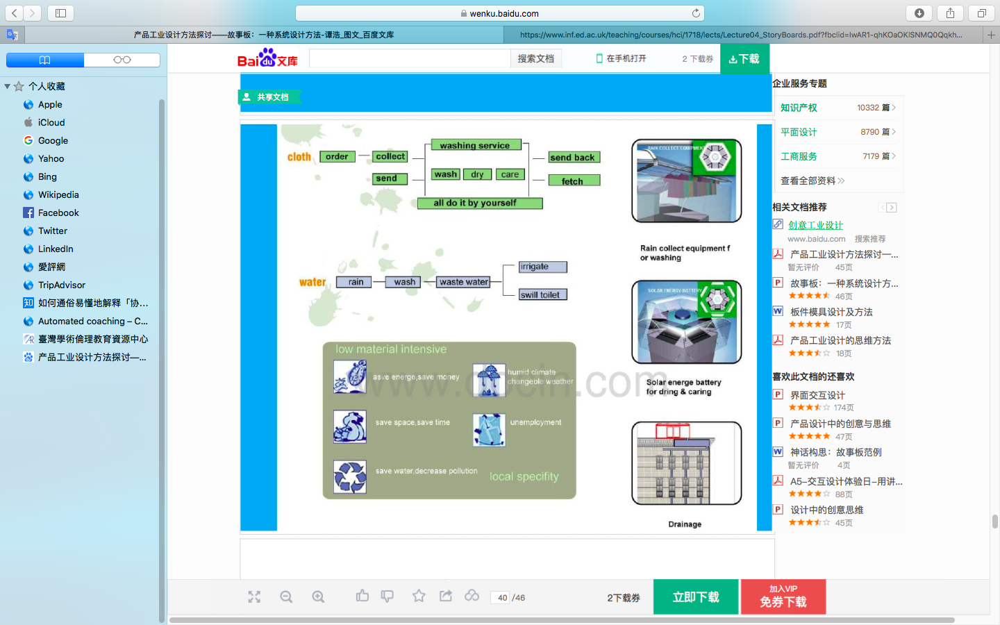 wenku.baidu.com
产品工业设计方法探讨——故事板：一种系统设计方法-谭浩_图文_百度文库
https://www.inf.ed.ac.uk/teaching/courses/hci/1718/lects/Lecture04_StoryBoards.pdf?fbclid=IwAR1-qhKOaOKlSNMQ0Qqkh...
个人收藏
Apple
iCloud
Google
Yahoo
Bing
Wikipedia
Facebook
Twitter
LinkedIn
愛評網
TripAdvisor
知 如何通俗易懂地解释「协...
Automated coaching – C...
臺灣學術倫理教育資源中心
产品工业设计方法探讨—...
Bai du 文库
搜索文档
在手机打开
2 下载券
下载
共享文档
cloth
order
collect
send
washing service
wash
dry
care
all do it by yourself
send back
fetch
water
rain
wash
waste water
irrigate
swill toilet
low material intensive
asve energe,save money
humid climate
changeble weather
save space,save time
unemployment
save water.decrease pollution
local specifity
www.docin.com
RAIN COLLECT EQUIPMENT
Rain collect equipment f
or washing
SOLAR ENERGY BATTERY
Solar energe battery
for dring & caring
Drainage
企业服务专题
知识产权 10332 篇
平面设计 8790 篇
工商服务 7179 篇
查看全部资料
相关文档推荐
创意工业设计
www.baidu.com 搜索推荐
产品工业设计方法探讨—...
暂无评价 45页
故事板：一种系统设计方...
46页
板件模具设计及方法
17页
产品工业设计的思维方法
18页
喜欢此文档的还喜欢
界面交互设计
174页
产品设计中的创意与思维
47页
神话构思：故事板范例
暂无评价 4页
A5-交互设计体验日-用讲...
88页
设计中的创意思维
45页
40 /46
2下载券
立即下载
加入VIP
免券下载